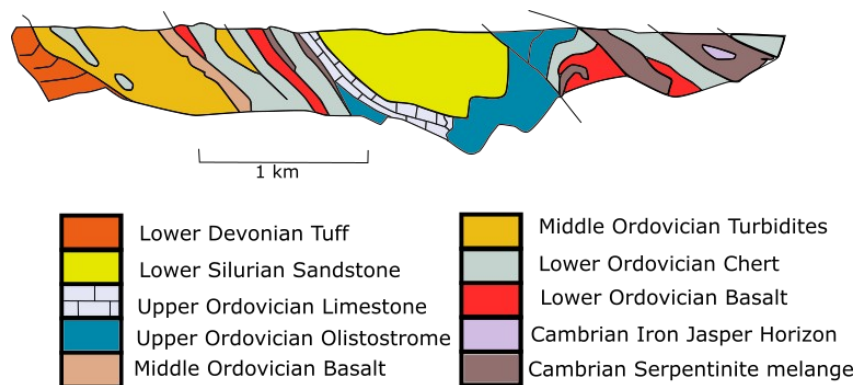 1 km
Lower Devonian Tuff
Lower Silurian Sandstone
Upper Ordovician Limestone
Upper Ordovician Olistostrome
Middle Ordovician Basalt
Middle Ordovician Turbidites
Lower Ordovician Chert
Lower Ordovician Basalt
Cambrian Iron Jasper Horizon
Cambrian Serpentinite melange